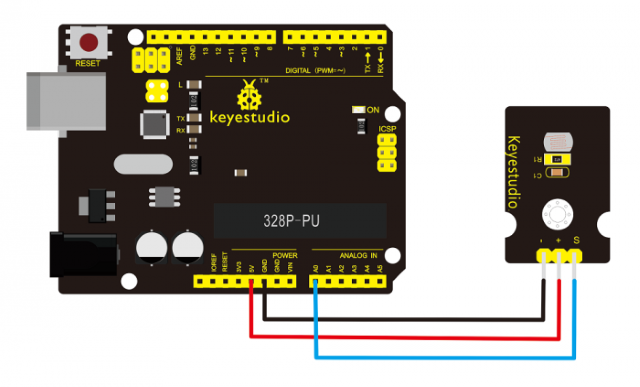 RESET
AREF
GND
13
12
~11
~10
~9
8
7
~6
~5
4
~3
2
TX 1
RX 0
DIGITAL (PWM=~)
L
TX
RX
TM
keyestudio
ON
ICSP
328P-PU
POWER
ANALOG IN
IOREF
RESET
3V3
5V
GND
GND
VIN
A0
A1
A2
A3
A4
A5
Keyestudio
R1
C1
- + S